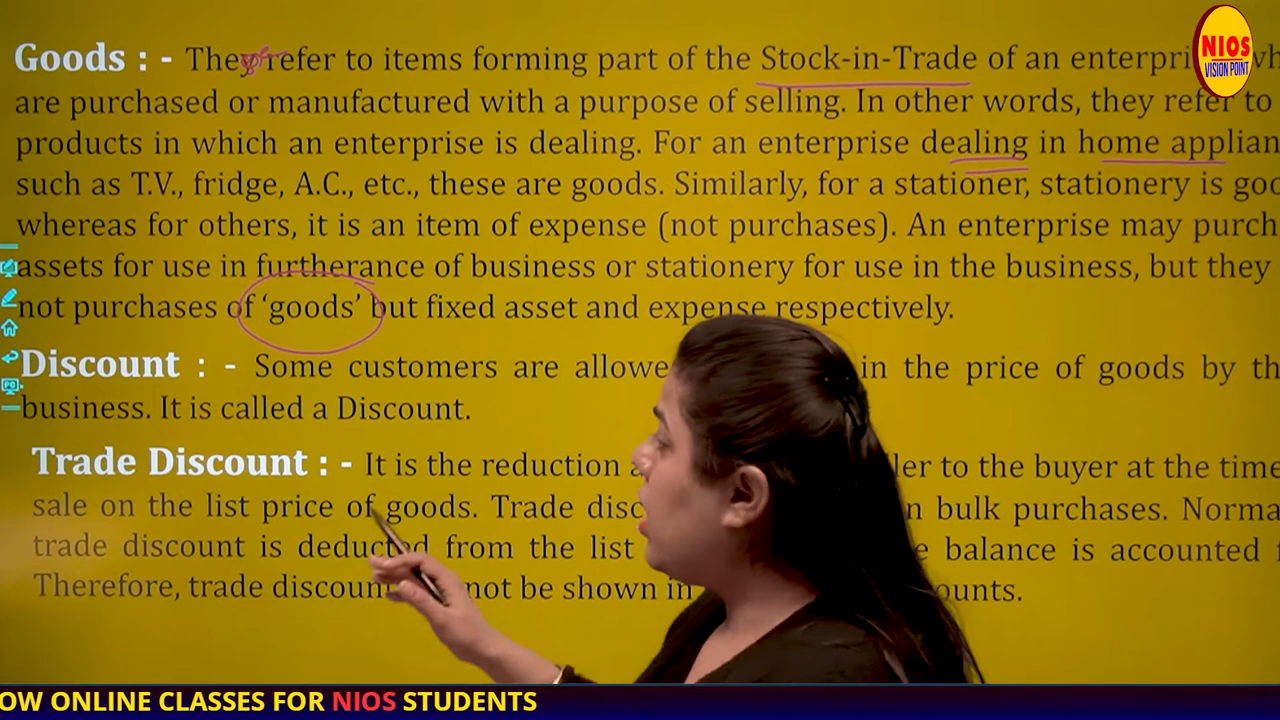 Goods : - They refer to items forming part of the Stock-in-Trade of an enterpri
are purchased or manufactured with a purpose of selling. In other words, they refer to
products in which an enterprise is dealing. For an enterprise dealing in home applian
such as T.V., fridge, A.C., etc., these are goods. Similarly, for a stationer, stationery is goo
whereas for others, it is an item of expense (not purchases). An enterprise may purch
assets for use in furtherance of business or stationery for use in the business, but they
not purchases of ‘goods’ but fixed asset and expense respectively.
Discount : - Some customers are allowe in the price of goods by th
business. It is called a Discount.
Trade Discount : - It is the reduction ler to the buyer at the time
sale on the list price of goods. Trade disc n bulk purchases. Norma
trade discount is deducted from the list e balance is accounted f
Therefore, trade discoun not be shown in ounts.
NIOS
VISION POINT
OW ONLINE CLASSES FOR NIOS STUDENTS